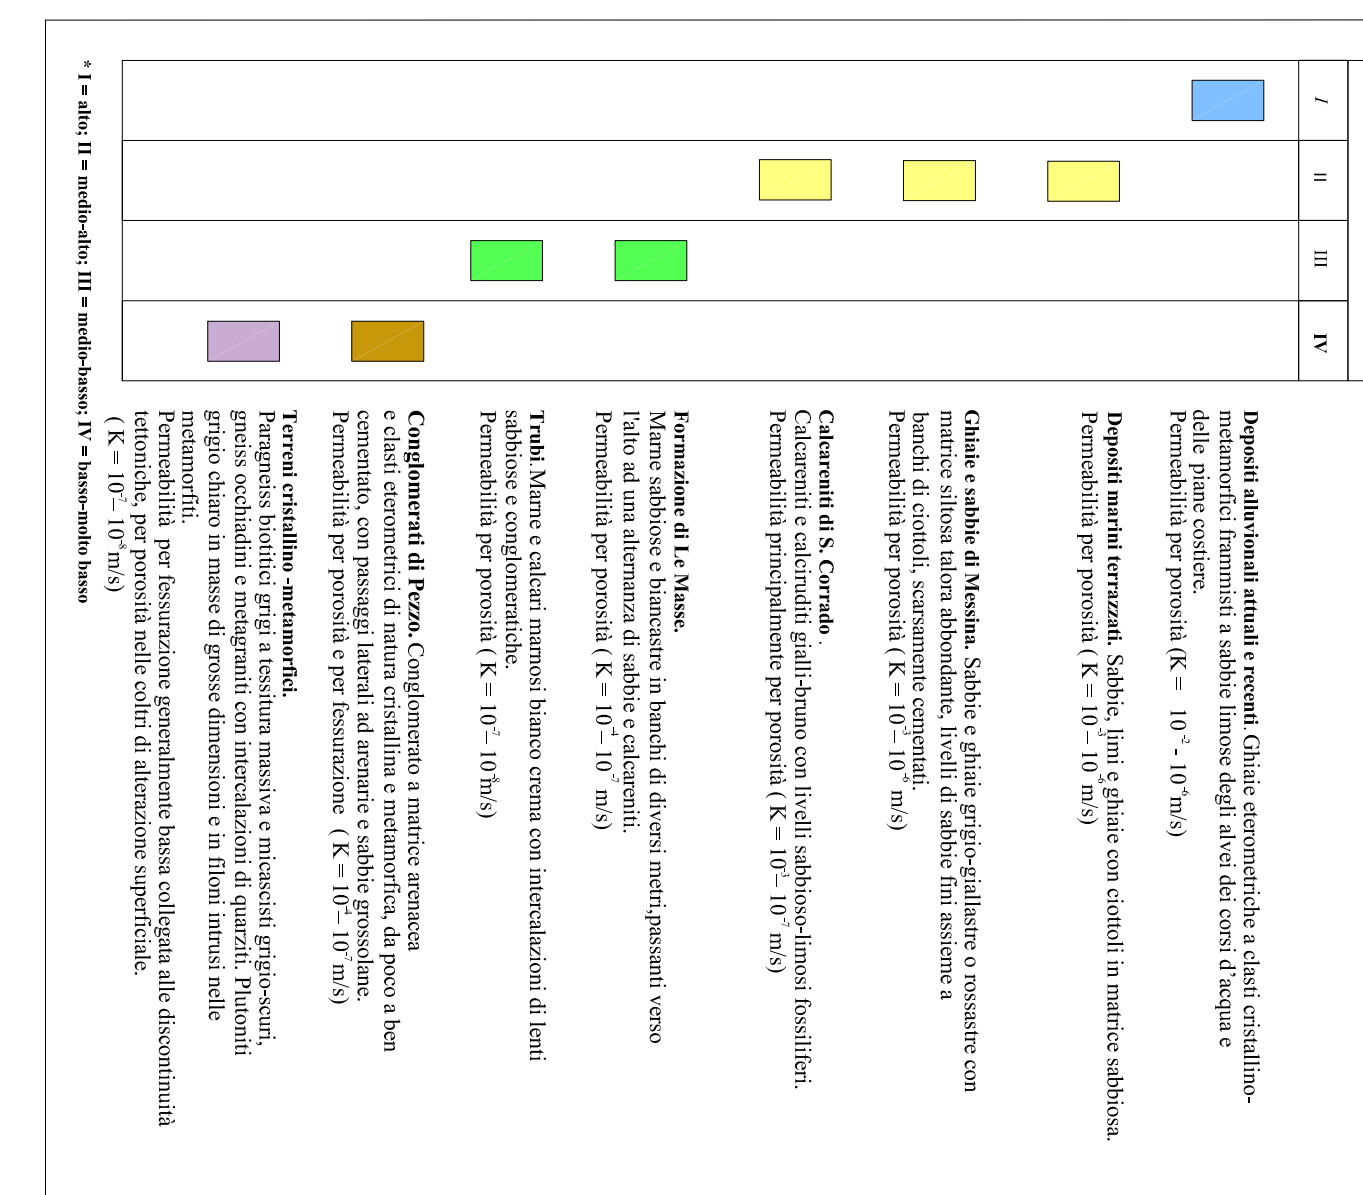 I
II
III
IV
Depositi alluvionali attuali e recenti. Ghiaie eterometriche a clasti cristallino-
metamorfici frammisti a sabbie limose degli alvei dei corsi d'acqua e
delle piane costiere.
Permeabilità per porosità (K = 10⁻² - 10⁻⁶ m/s)
Depositi marini terrazzati. Sabbie, limi e ghiaie con ciottoli in matrice sabbiosa.
Permeabilità per porosità ( K = 10⁻³– 10⁻⁶ m/s)
Ghiaie e sabbie di Messina. Sabbie e ghiaie grigio-giallastre o rossastre con
matrice siltosa talora abbondante, livelli di sabbie fini assieme a
banchi di ciottoli, scarsamente cementati.
Permeabilità per porosità ( K = 10⁻³– 10⁻⁶ m/s)
Calcareniti di S. Corrado .
Calcareniti e calciruditi gialli-bruno con livelli sabbioso-limosi fossiliferi.
Permeabilità principalmente per porosità ( K = 10⁻³– 10⁻⁷ m/s)
Formazione di Le Masse.
Marne sabbiose e biancastre in banchi di diversi metri,passanti verso
l'alto ad una alternanza di sabbie e calcareniti.
Permeabilità per porosità ( K = 10⁻⁴– 10⁻⁷ m/s)
Trubi.Marne e calcari marnosi bianco crema con intercalazioni di lenti
sabbiose e conglomeratiche.
Permeabilità per porosità ( K = 10⁻⁷– 10⁻⁸m/s)
Conglomerati di Pezzo. Conglomerato a matrice arenacea
e clasti eterometrici di natura cristallina e metamorfica, da poco a ben
cementato, con passaggi laterali ad arenarie e sabbie grossolane.
Permeabilità per porosità e per fessurazione ( K = 10⁻⁴– 10⁻⁷ m/s)
Terreni cristallino -metamorfici.
Paragneiss biotitici grigi a tessitura massiva e micascisti grigio-scuri,
gneiss occhiadini e metagraniti con intercalazioni di quarziti. Plutoniti
grigio chiaro in masse di grosse dimensioni e in filoni intrusi nelle
metamorfiti.
Permeabilità per fessurazione generalmente bassa collegata alle discontinuità
tettoniche, per porosità nelle coltri di alterazione superficiale.
( K = 10⁻⁷– 10⁻⁸ m/s)
* I = alto; II = medio-alto; III = medio-basso; IV = basso-molto basso